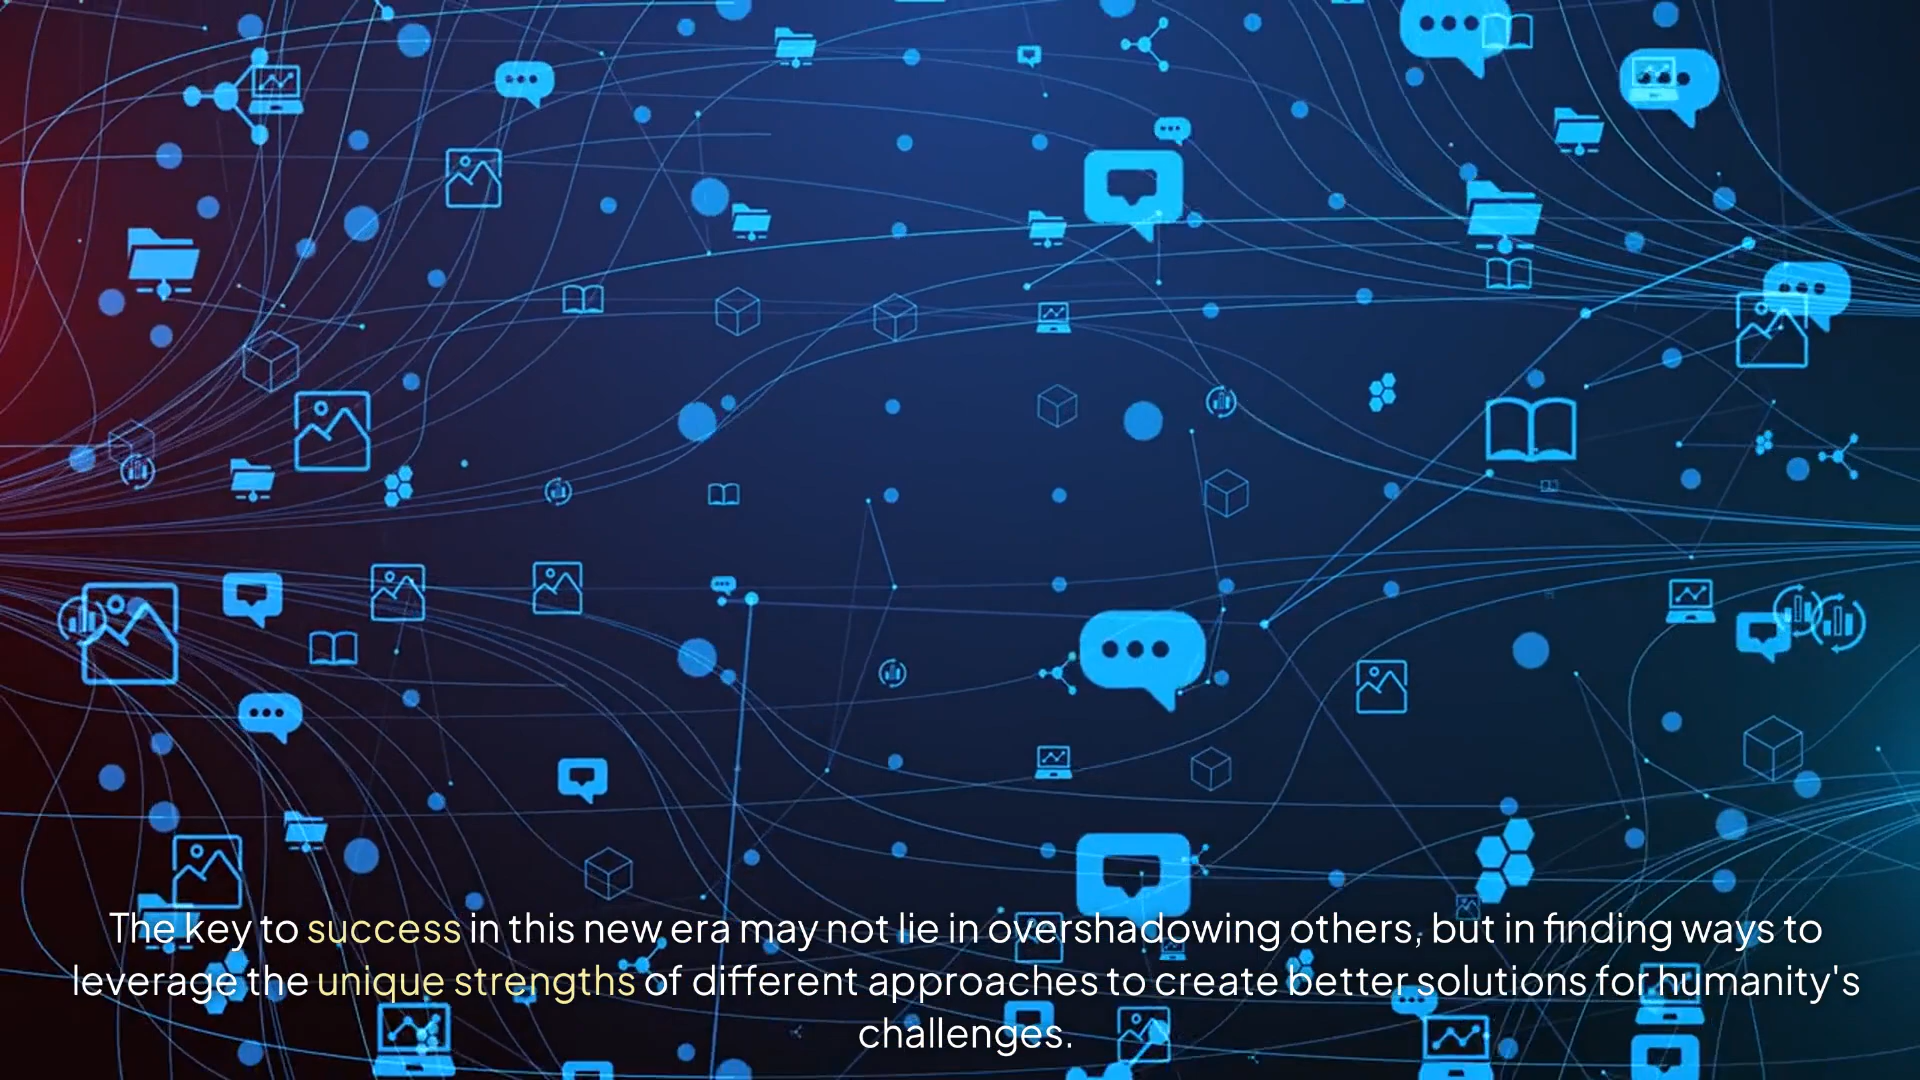 The key to success in this new era may not lie in overshadowing others, but in finding ways to
leverage the unique strengths of different approaches to create better solutions for humanity's
challenges.